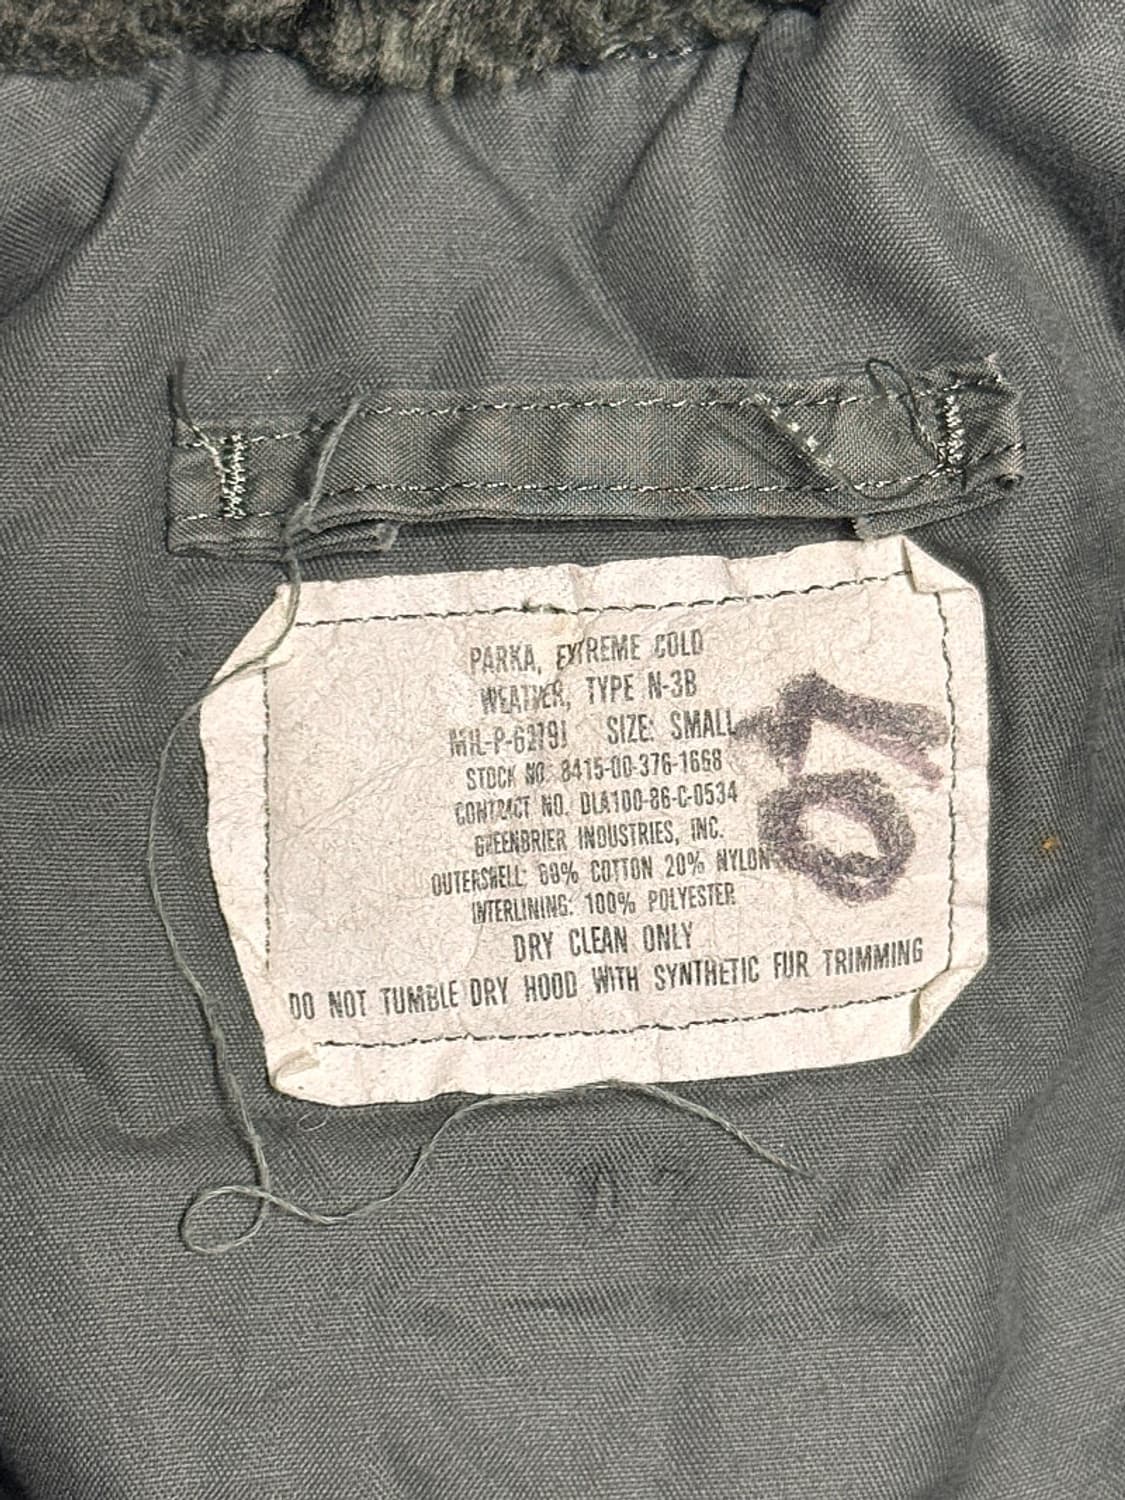 PARKA, EXTREME COLD
WEATHER, TYPE N-3B
SIZE: SMALL
STOCK NO. 8415-00-376-1668
CONTRACT NO. DLA100-86-C-0534
GREENBRIER INDUSTRIES, INC.
OUTERSHELL: 80% COTTON 20% NYLON
INTERLINING: 100% POLYESTER
DRY CLEAN ONLY
DO NOT TUMBLE DRY HOOD WITH SYNTHETIC FUR TRIMMING